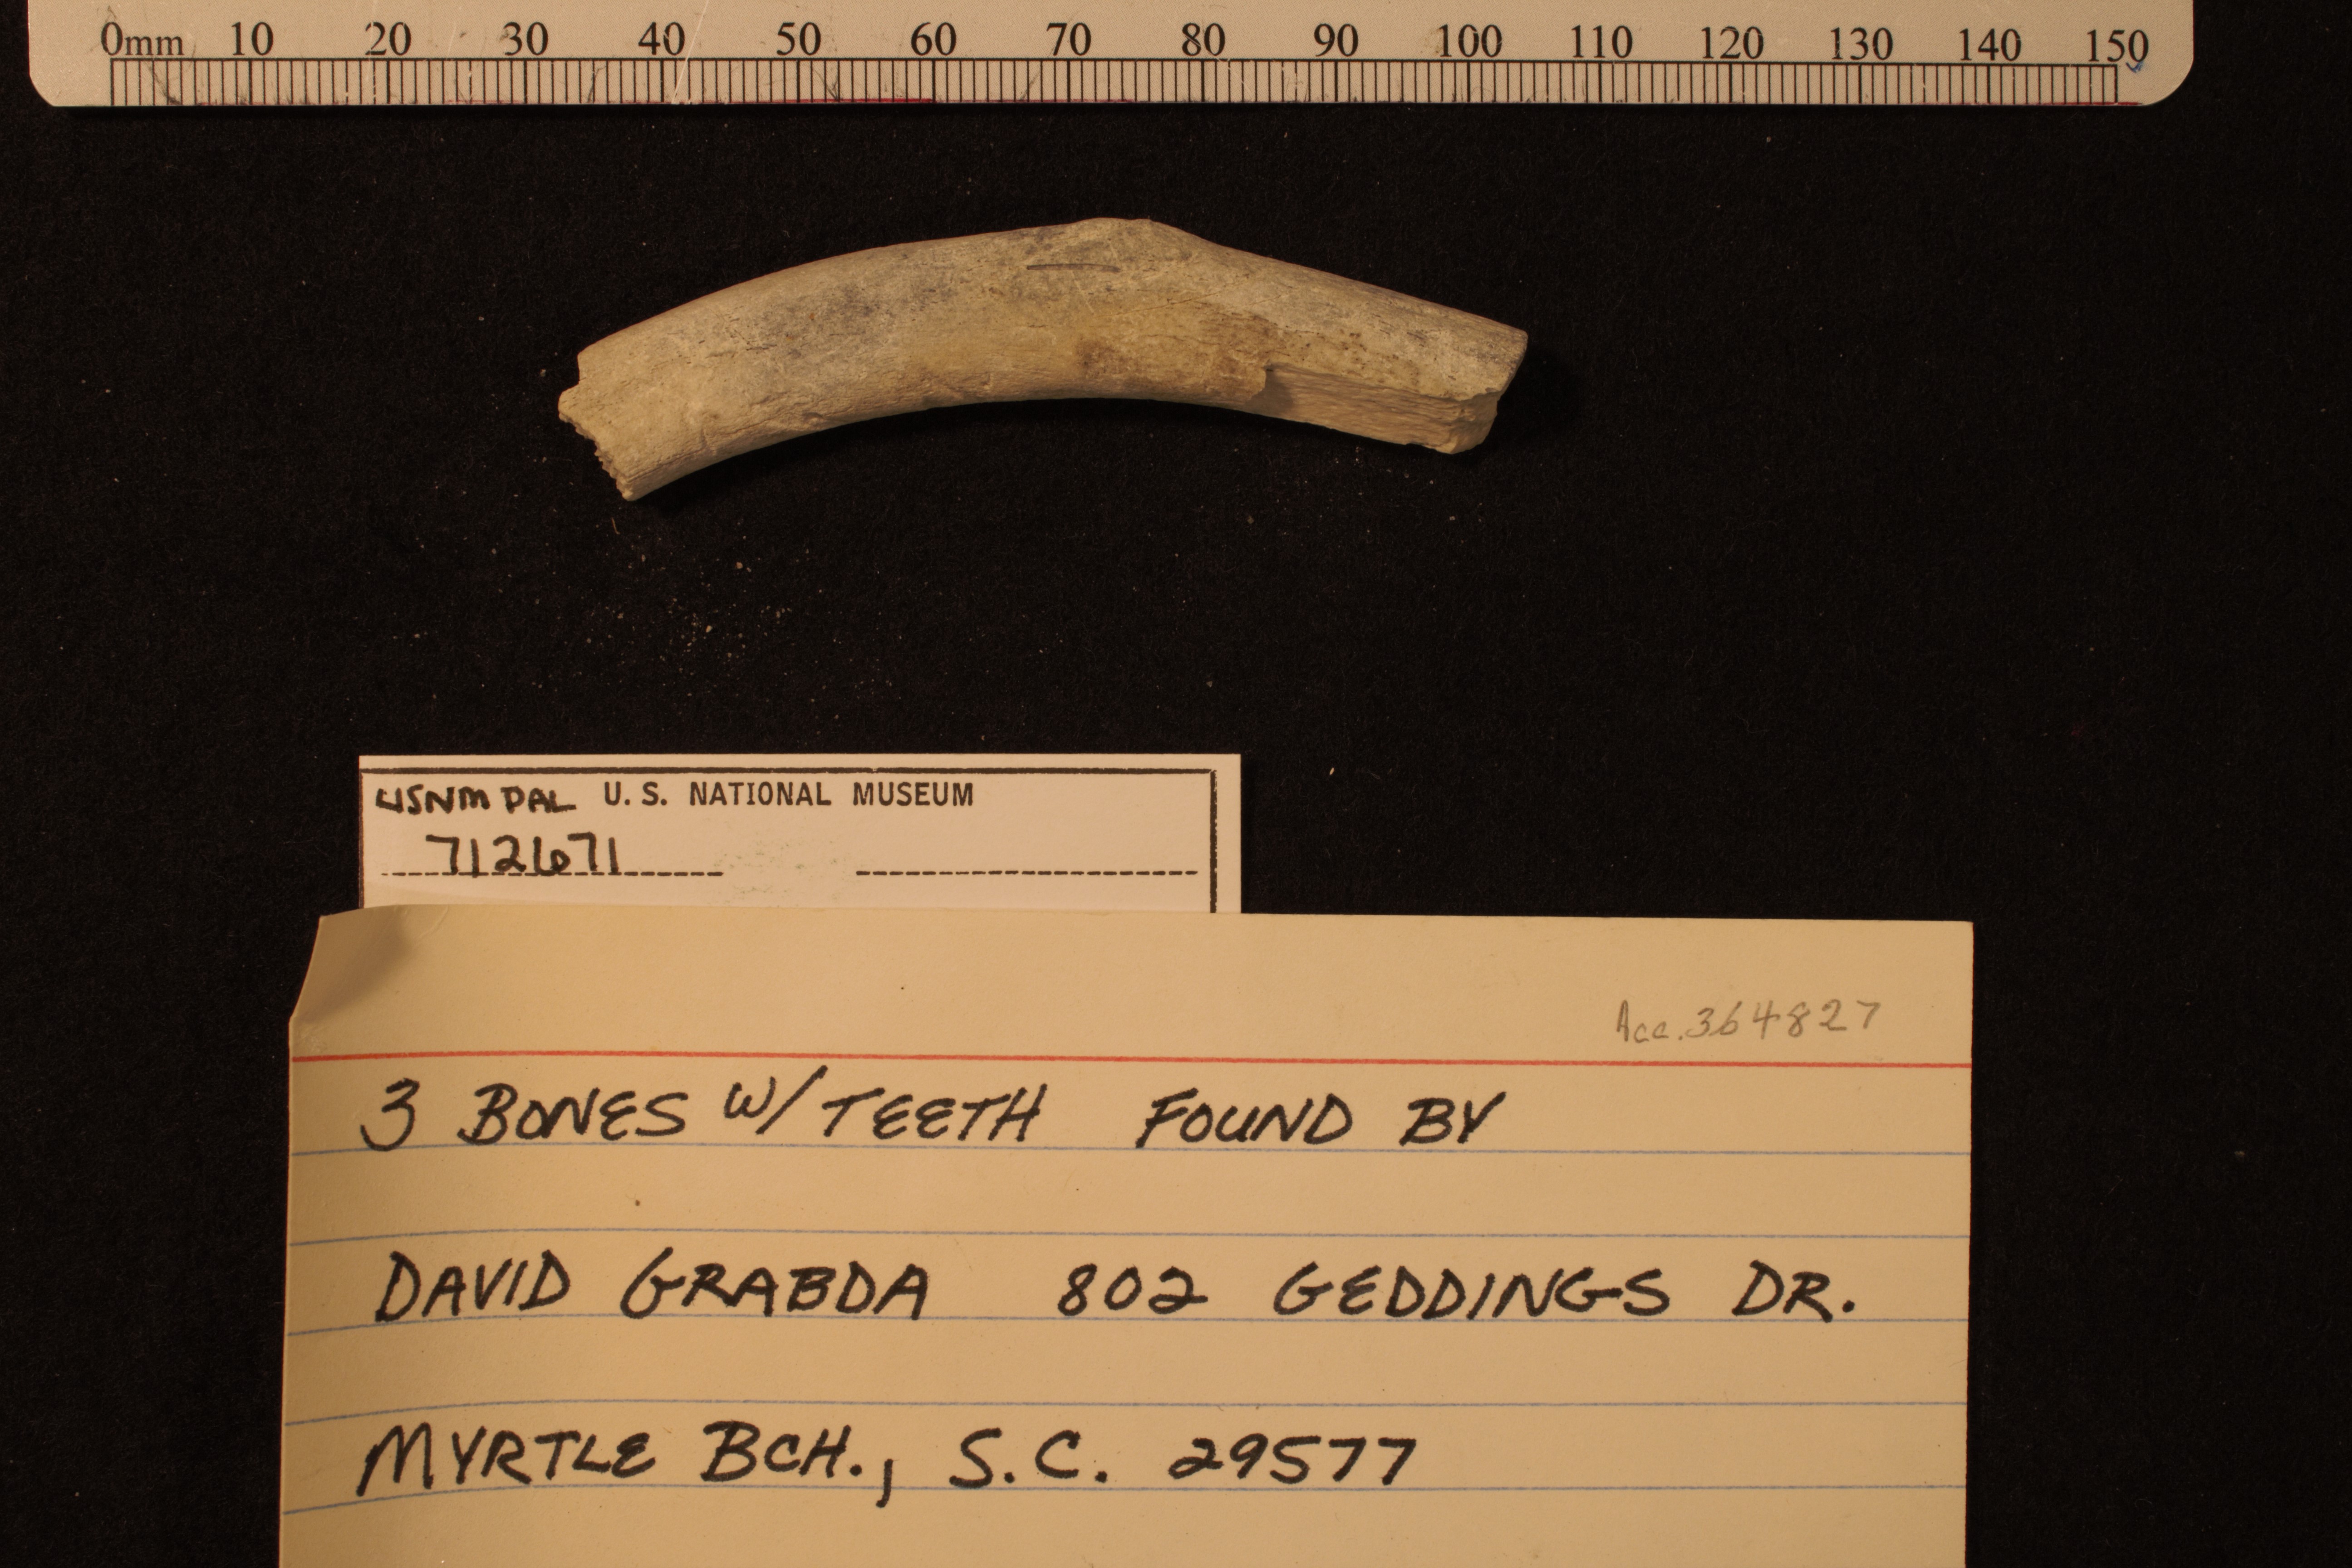 0mm 10 20 30 40 50 60 70 80 90 100 110 120 130 140 150
USNM PAL U. S. NATIONAL MUSEUM
712671
Acc. 364827
3 BONES W/ TEETH FOUND BY
DAVID GRABDA 802 GEDDINGS DR.
MYRTLE BCH., S.C. 29577